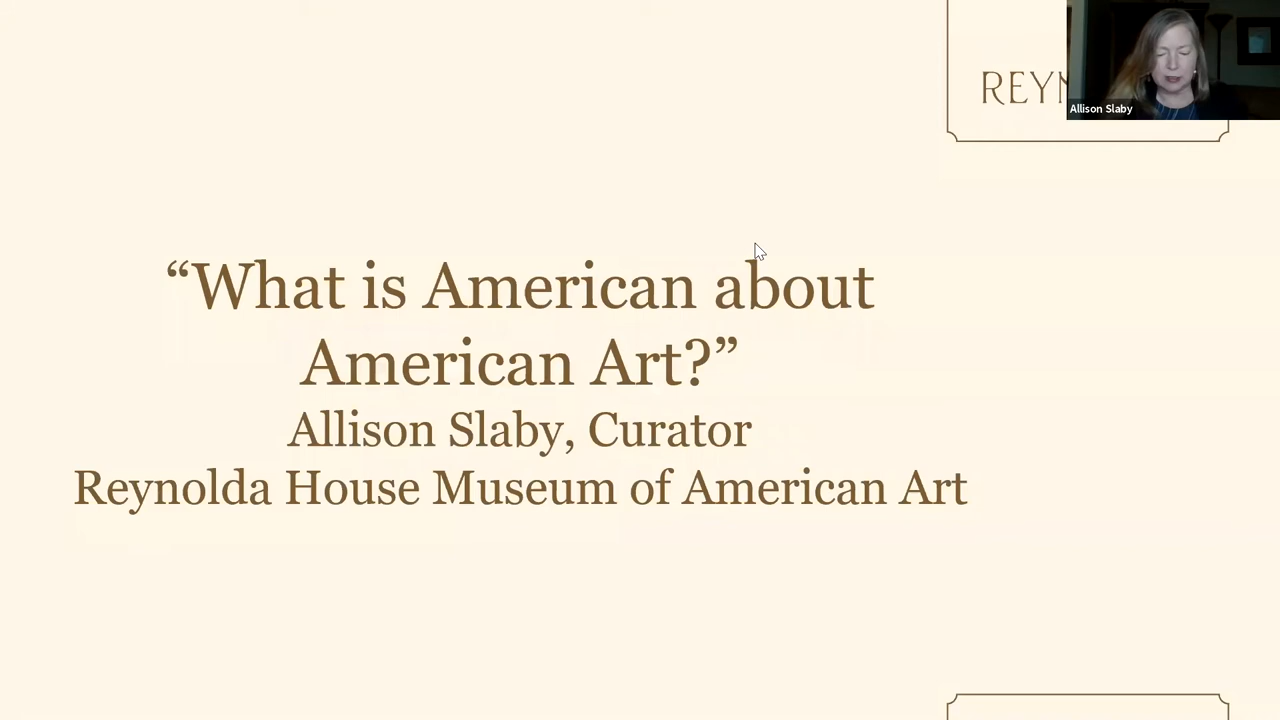 REYN
Allison Slaby
“What is American about
American Art?”
Allison Slaby, Curator
Reynolda House Museum of American Art